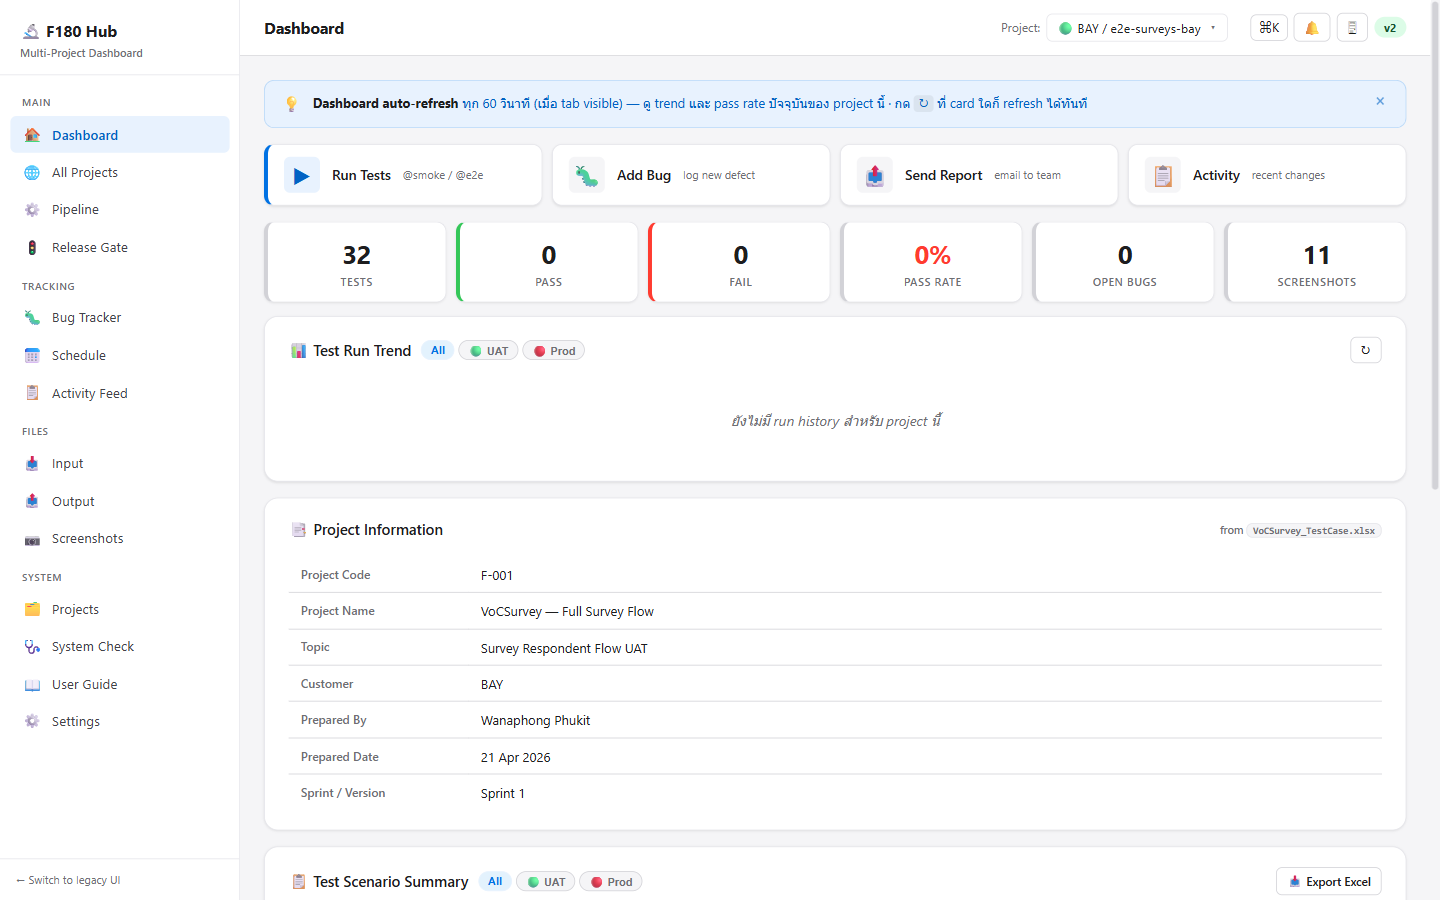 F180 Hub
Multi-Project Dashboard
MAIN
Dashboard
All Projects
Pipeline
Release Gate
TRACKING
Bug Tracker
Schedule
Activity Feed
FILES
Input
Output
Screenshots
SYSTEM
Projects
System Check
User Guide
Settings
← Switch to legacy UI
Dashboard
Project: BAY / e2e-surveys-bay
⌘K
v2
Dashboard auto-refresh ทุก 60 วินาที (เมื่อ tab visible) — ดู trend และ pass rate ปัจจุบันของ project นี้ · กด ↻ ที่ card ใดก็ refresh ได้ทันที
×
Run Tests @smoke / @e2e
Add Bug log new defect
Send Report email to team
Activity recent changes
32
TESTS
0
PASS
0
FAIL
0%
PASS RATE
0
OPEN BUGS
11
SCREENSHOTS
Test Run Trend All UAT Prod
↻
ยังไม่มี run history สำหรับ project นี้
Project Information
from VoCSurvey_TestCase.xlsx
Project Code F-001
Project Name VoCSurvey — Full Survey Flow
Topic Survey Respondent Flow UAT
Customer BAY
Prepared By Wanaphong Phukit
Prepared Date 21 Apr 2026
Sprint / Version Sprint 1
Test Scenario Summary All UAT Prod
Export Excel